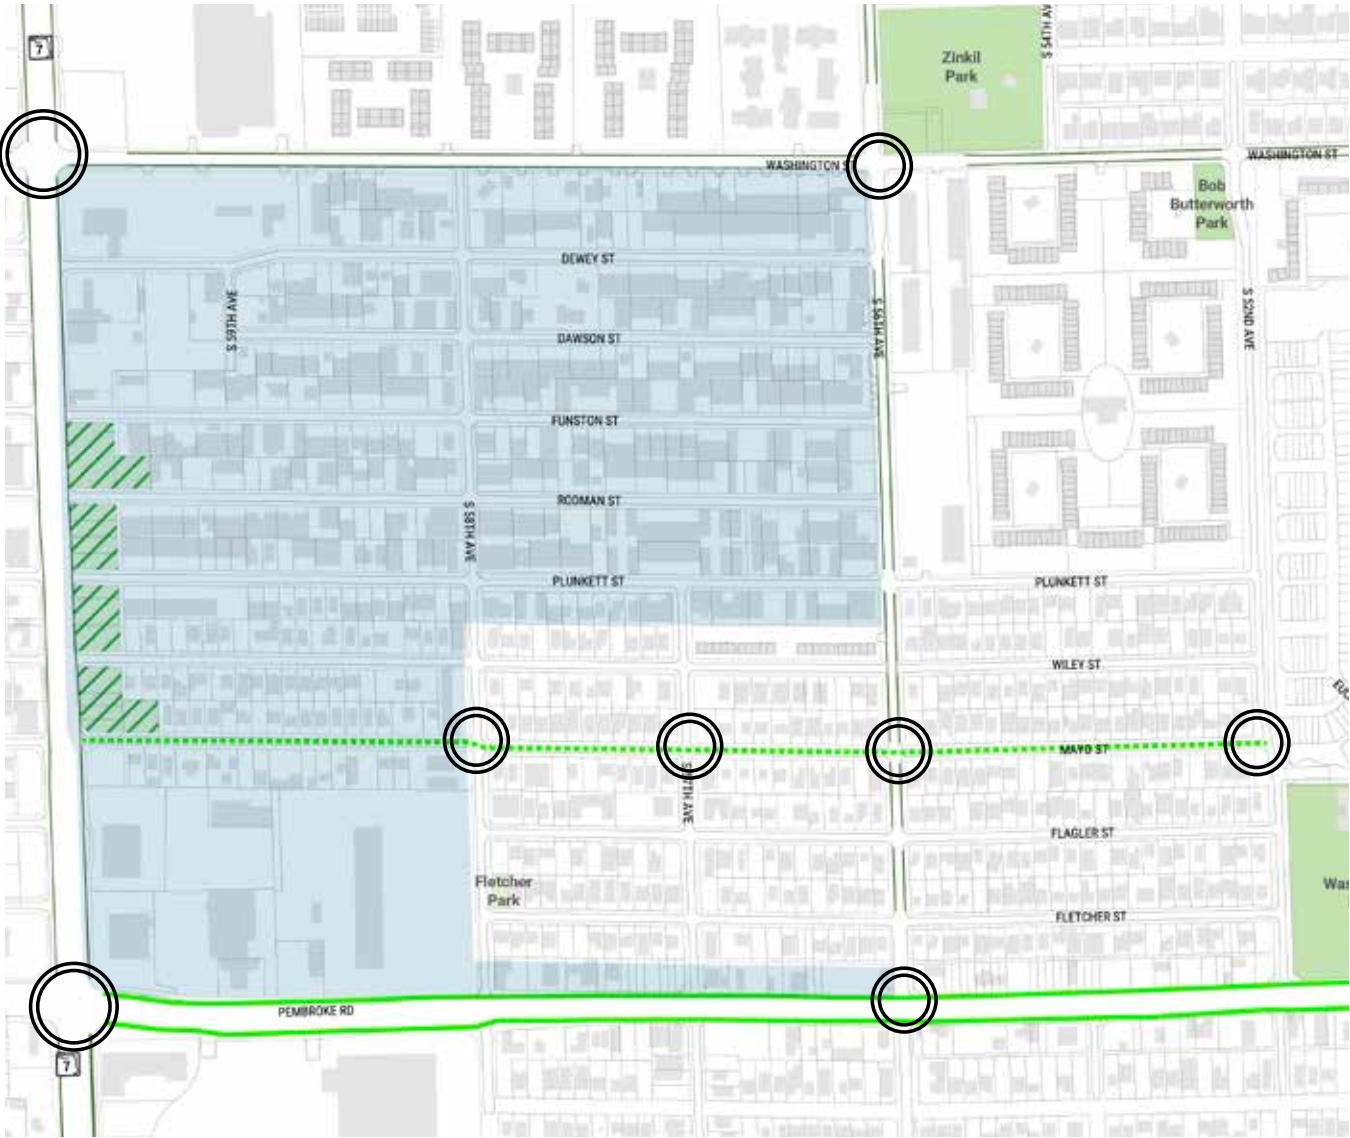 7
Zinkil
Park
S 54TH AV
WASHINGTON S
WASHINGTON ST
Bob
Butterworth
Park
DEWEY ST
S 59TH AVE
S 56TH AVE
S 52ND AVE
DAWSON ST
FUNSTON ST
RODMAN ST
S 58TH AVE
PLUNKETT ST
PLUNKETT ST
WILEY ST
MAYO ST
57TH AVE
FLAGLER ST
Fletcher
Park
War
FLETCHER ST
PEMBROKE RD
7